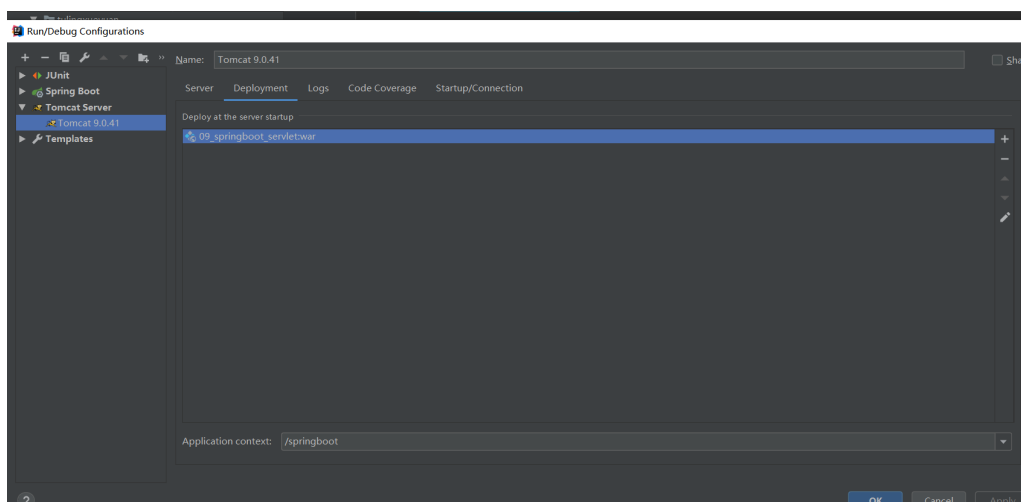 Run/Debug Configurations
Name: Tomcat 9.0.41
JUnit
Spring Boot
Tomcat Server
Tomcat 9.0.41
Templates
Server Deployment Logs Code Coverage Startup/Connection
Deploy at the server startup
09_springboot_servlet:war
Application context: /springboot
? OK Cancel Apply